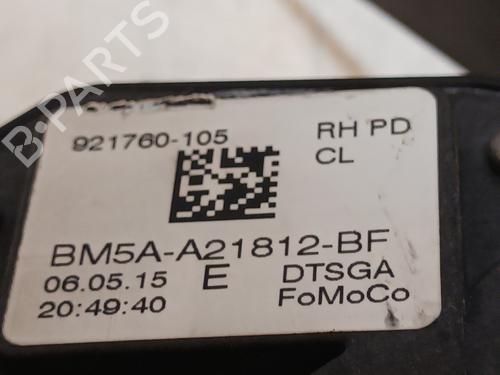 B-PARTS
921760-105
RH PD
CL
BM5A-A21812-BF
06.05.15
E
DTSGA
20:49:40
FoMoCo